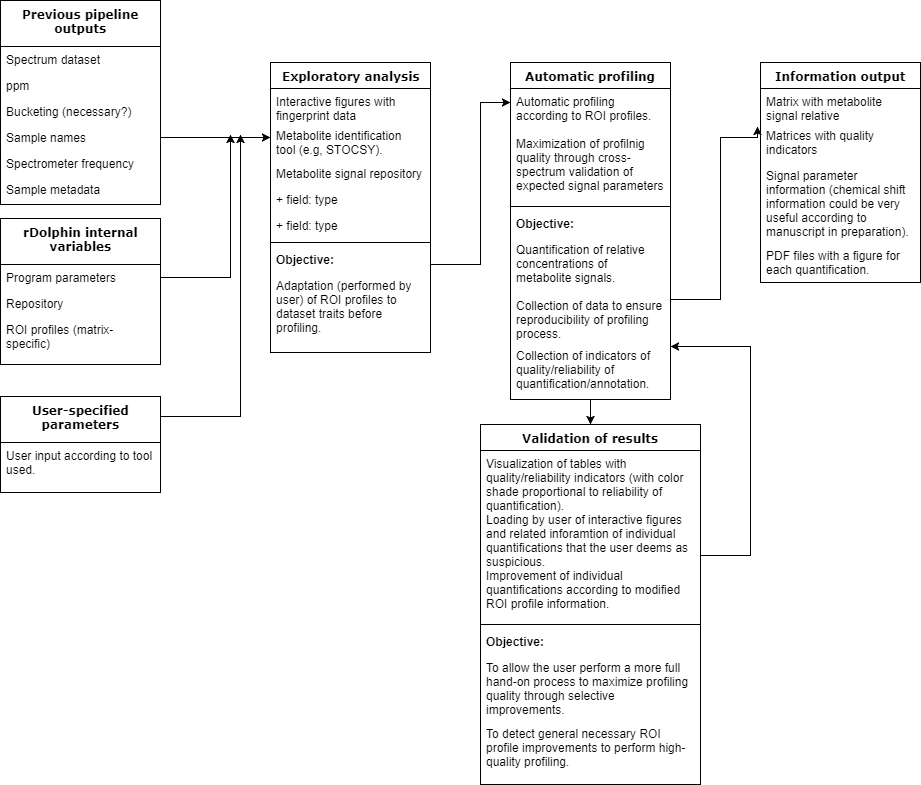 Previous pipeline
outputs
Spectrum dataset
ppm
Bucketing (necessary?)
Sample names
Spectrometer frequency
Sample metadata
rDolphin internal
variables
Program parameters
Repository
ROI profiles (matrix-
specific)
User-specified
parameters
User input according to tool
used.
Exploratory analysis
Interactive figures with
fingerprint data
Metabolite identification
tool (e.g, STOCSY).
Metabolite signal repository
+ field: type
+ field: type
Objective:
Adaptation (performed by
user) of ROI profiles to
dataset traits before
profiling.
Automatic profiling
Automatic profiling
according to ROI profiles.
Maximization of profilnig
quality through cross-
spectrum validation of
expected signal parameters
Objective:
Quantification of relative
concentrations of
metabolite signals.
Collection of data to ensure
reproducibility of profiling
process.
Collection of indicators of
quality/reliability of
quantification/annotation.
Validation of results
Visualization of tables with
quality/reliability indicators (with color
shade proportional to reliability of
quantification).
Loading by user of interactive figures
and related inforamtion of individual
quantifications that the user deems as
suspicious.
Improvement of individual
quantifications according to modified
ROI profile information.
Objective:
To allow the user perform a more full
hand-on process to maximize profiling
quality through selective
improvements.
To detect general necessary ROI
profile improvements to perform high-
quality profiling.
Information output
Matrix with metabolite
signal relative
Matrices with quality
indicators
Signal parameter
information (chemical shift
information could be very
useful according to
manuscript in preparation).
PDF files with a figure for
each quantification.